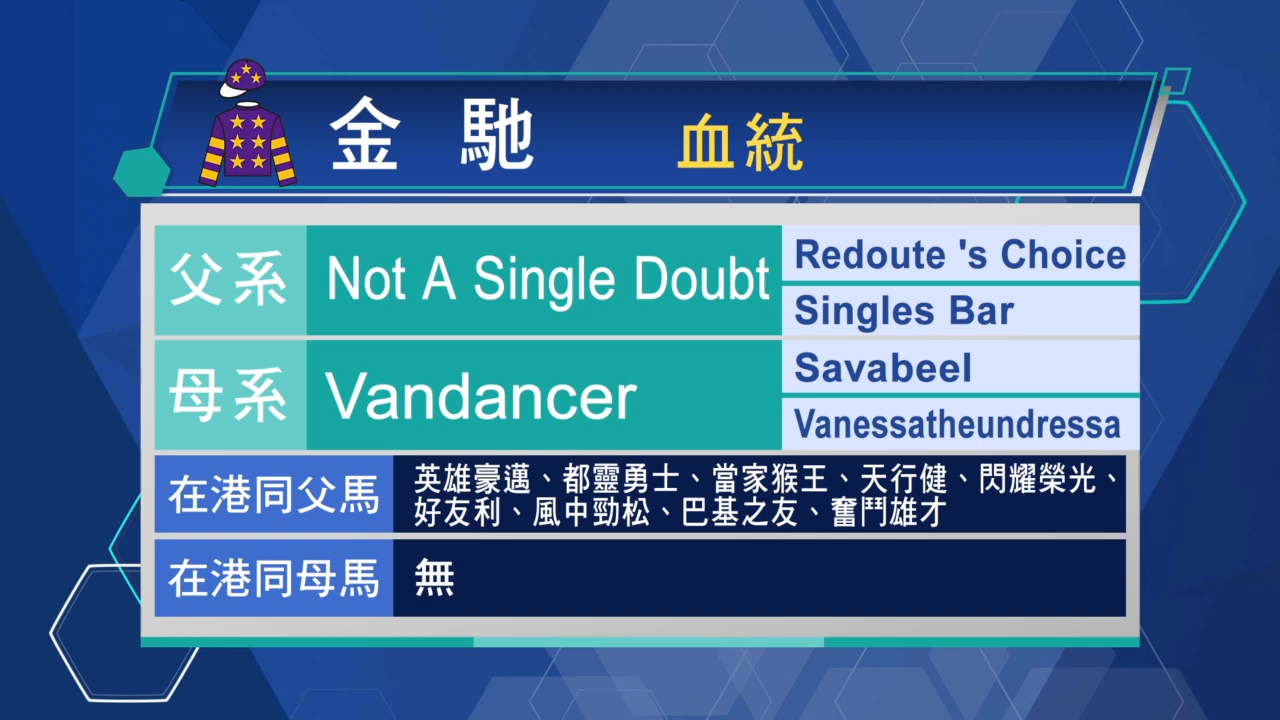 金 馳 血統
父系 Not A Single Doubt
Redoute 's Choice
Singles Bar
母系 Vandancer
Savabeel
Vanessatheundressa
在港同父馬
英雄豪邁、都靈勇士、當家猴王、天行健、閃耀榮光、
好友利、風中勁松、巴基之友、奮鬥雄才
在港同母馬 無